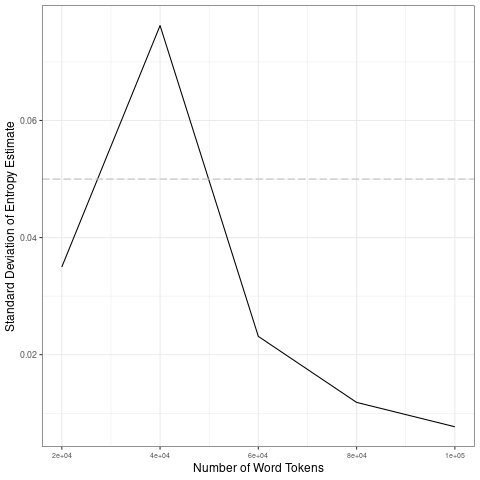 Standard Deviation of Entropy Estimate
0.06
0.04
0.02
2e+04 4e+04 6e+04 8e+04 1e+05
Number of Word Tokens